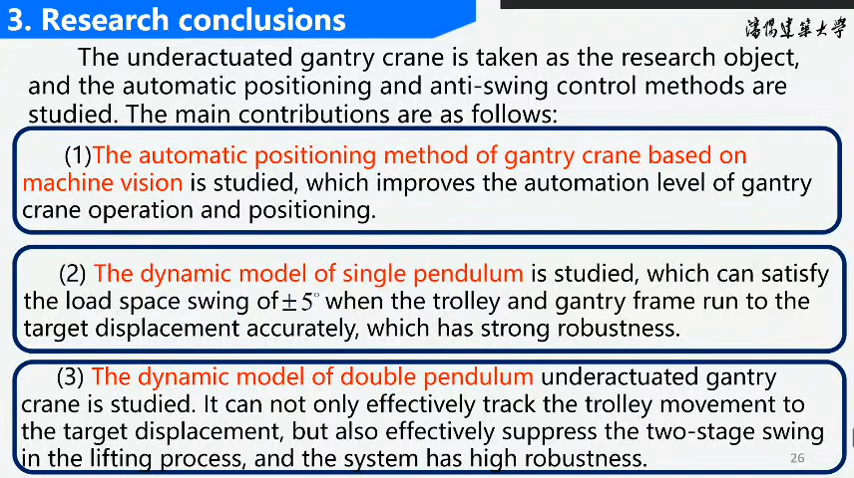 3. Research conclusions
瀋陽建築大學
The underactuated gantry crane is taken as the research object,
and the automatic positioning and anti-swing control methods are
studied. The main contributions are as follows:
(1)The automatic positioning method of gantry crane based on
machine vision is studied, which improves the automation level of gantry
crane operation and positioning.
(2) The dynamic model of single pendulum is studied, which can satisfy
the load space swing of ±5° when the trolley and gantry frame run to the
target displacement accurately, which has strong robustness.
(3) The dynamic model of double pendulum underactuated gantry
crane is studied. It can not only effectively track the trolley movement to
the target displacement, but also effectively suppress the two-stage swing
in the lifting process, and the system has high robustness.
26